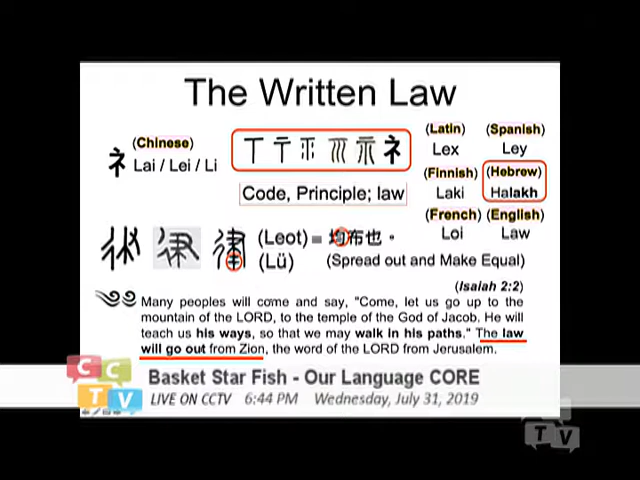 The Written Law
(Chinese)
礻 Lai / Lei / Li
Code, Principle; law
(Latin) (Spanish)
Lex Ley
(Finnish) (Hebrew)
Laki Halakh
(French) (English)
Loi Law
律 (Leot) = 均布也。
(Lü) (Spread out and Make Equal)
(Isaiah 2:2)
Many peoples will come and say, "Come, let us go up to the
mountain of the LORD, to the temple of the God of Jacob. He will
teach us his ways, so that we may walk in his paths." The law
will go out from Zion, the word of the LORD from Jerusalem.
CCTV
Basket Star Fish - Our Language CORE
LIVE ON CCTV 6:44 PM Wednesday, July 31, 2019
TV